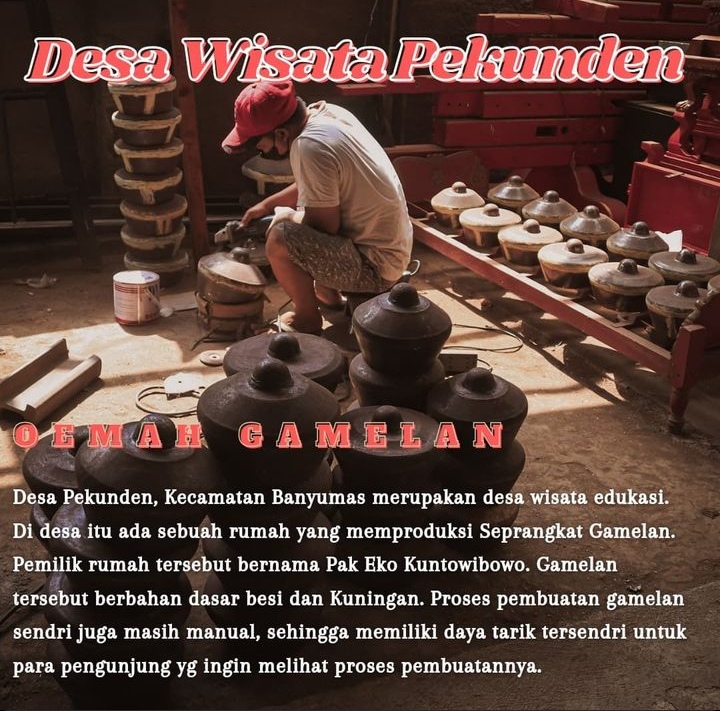 Desa Wisata Pekunden
OEMAH GAMELAN
Desa Pekunden, Kecamatan Banyumas merupakan desa wisata edukasi.
Di desa itu ada sebuah rumah yang memproduksi Seprangkat Gamelan.
Pemilik rumah tersebut bernama Pak Eko Kuntowibowo. Gamelan
tersebut berbahan dasar besi dan Kuningan. Proses pembuatan gamelan
sendri juga masih manual, sehingga memiliki daya tarik tersendri untuk
para pengunjung yg ingin melihat proses pembuatannya.